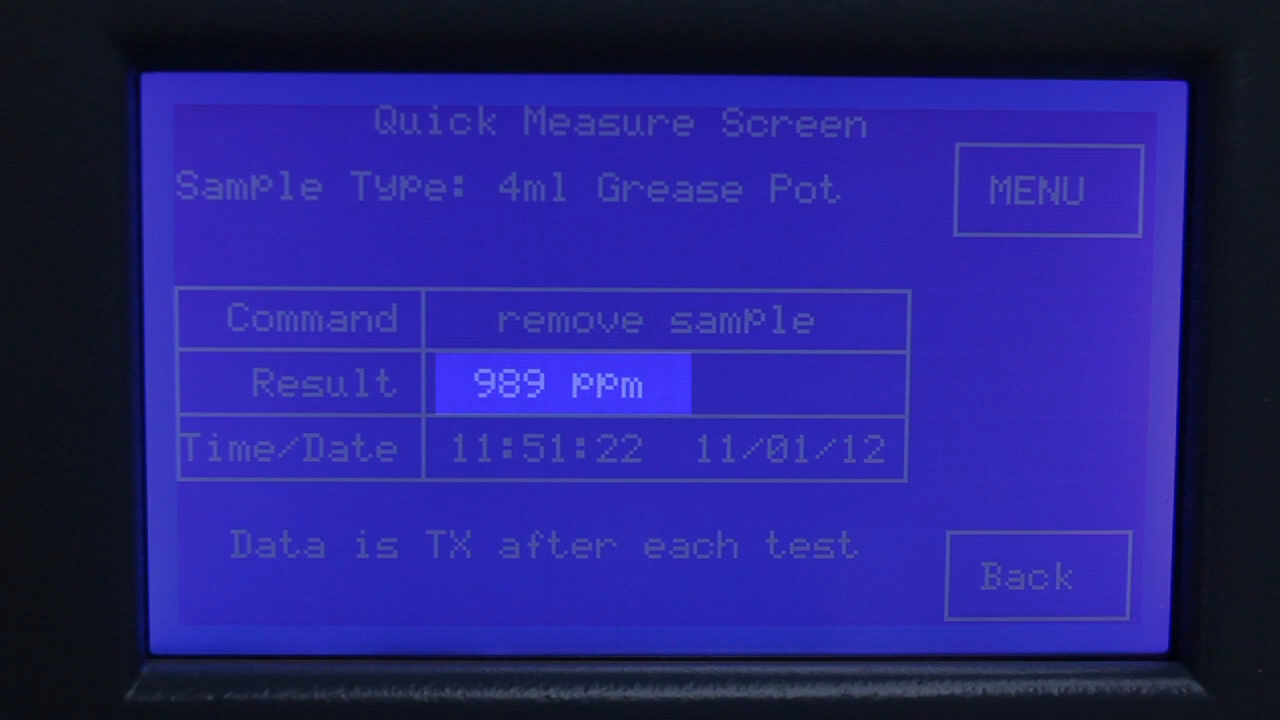 Quick Measure Screen
Sample Type: 4ml Grease Pot
MENU
Command remove sample
Result 989 ppm
Time/Date 11:51:22 11/01/12
Data is TX after each test
Back